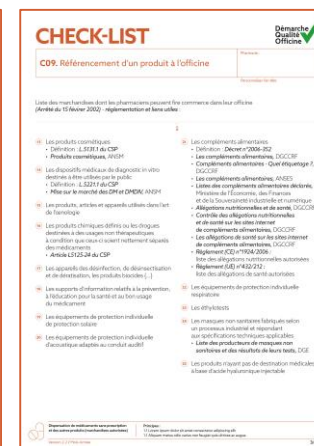 CHECK-LIST
Démarche
Qualité
Officine
C09. Référencement d'un produit à l'officine
Liste des marchandises dont les pharmaciens peuvent faire commerce dans leur officine
(Arrêté du 15 février 2002) - réglementation et liens utiles :
Les produits cosmétiques
• Définition : L.5131.1 du CSP
• Produits cosmétiques, ANSM
Les dispositifs médicaux de diagnostic in vitro
destinés à être utilisés par le public
• Définition : L.5221.1 du CSP
• Mise sur le marché des DM et DMDIV, ANSM
Les produits, articles et appareils utilisés dans l'art
de l'œnologie
Les produits chimiques définis ou les drogues
destinées à des usages non thérapeutiques
à condition que ceux-ci soient nettement séparés
des médicaments
• Article L5125-24 du CSP
Les appareils de désinfection, de désinsectisation
et de dératisation, les produits biocides (...)
Les supports d'information relatifs à la prévention,
à l'éducation pour la santé et au bon usage
du médicament
Les équipements de protection individuelle
de protection solaire
Les équipements de protection individuelle
d'acoustique adaptés au conduit auditif
Les compléments alimentaires
• Définition : Décret n°2006-352
• Les compléments alimentaires, DGCCRF
• Compléments alimentaires - Quel étiquetage ?,
DGCCRF
• Les compléments alimentaires, ANSES
• Listes des compléments alimentaires déclarés,
Ministère de l'Économie, des Finances
et de la Souveraineté industrielle et numérique
• Allégations nutritionnelles et de santé, DGCCRF
• Contrôle des allégations nutritionnelles
et de santé sur les sites internet
de compléments alimentaires, DGCCRF
• Les allégations de santé sur les sites internet
de compléments alimentaires, DGCCRF
• Règlement (CE) n°1924/2006 :
liste des allégations nutritionnelles autorisées
• Règlement (UE) n°432/212 :
liste des allégations de santé autorisées
Les équipements de protection individuelle
respiratoire
Les éthylotests
Les masques non sanitaires fabriqués selon
un processus industriel et répondant
aux spécifications techniques applicables
• Liste des producteurs de masques non
sanitaires et des résultats de leurs tests, DGE
Les produits n'ayant pas de destination médicale
à base d'acide hyaluronique injectable
Dispensation de médicaments sans prescription
et des autres produits (marchandises autorisées)
Principe :